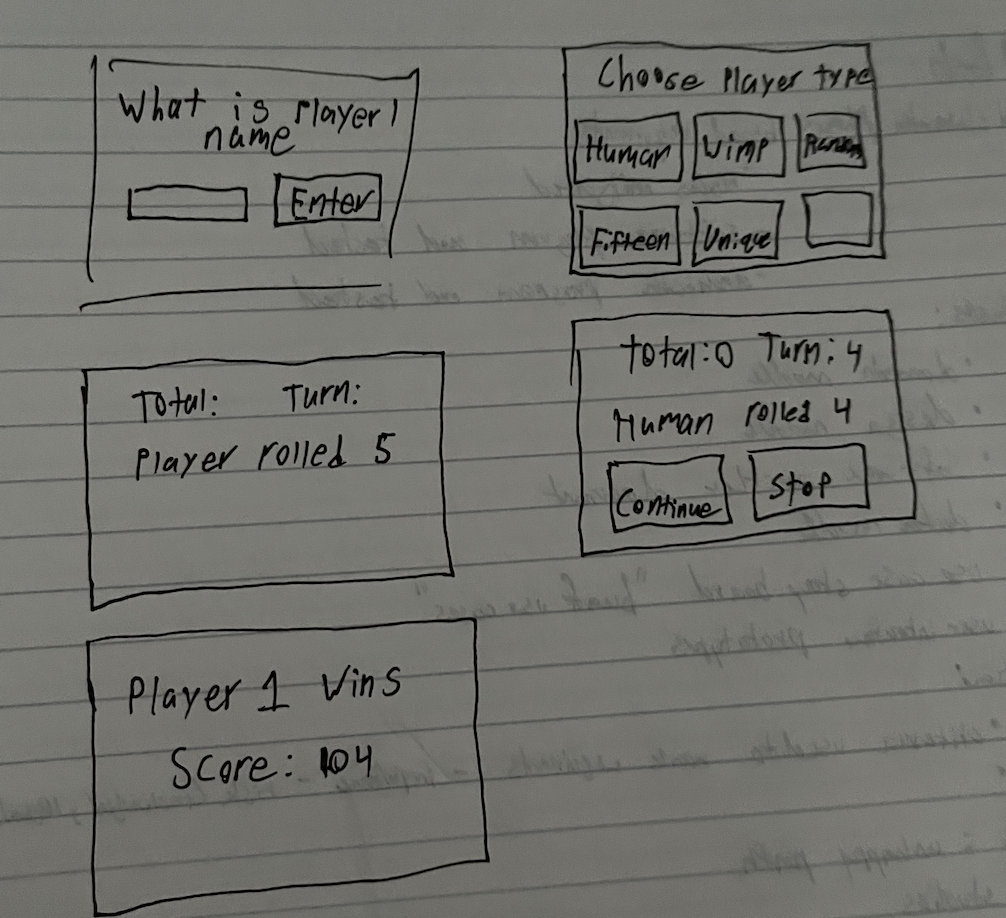 What is Player 1
name
Enter
Choose Player type
Human Wimp Random
Fifteen Unique
Total: Turn:
Player rolled 5
Total: 0 Turn: 4
Human rolled 4
Continue Stop
Player 1 Wins
Score: 104